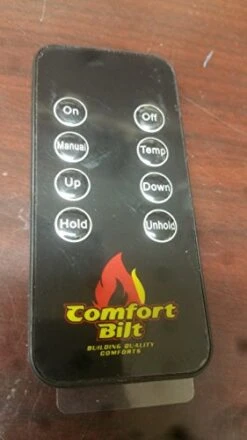 On Off
Manual Temp
Up Down
Hold Unhold
Comfort
Bilt
BUILDING QUALITY
COMFORTS